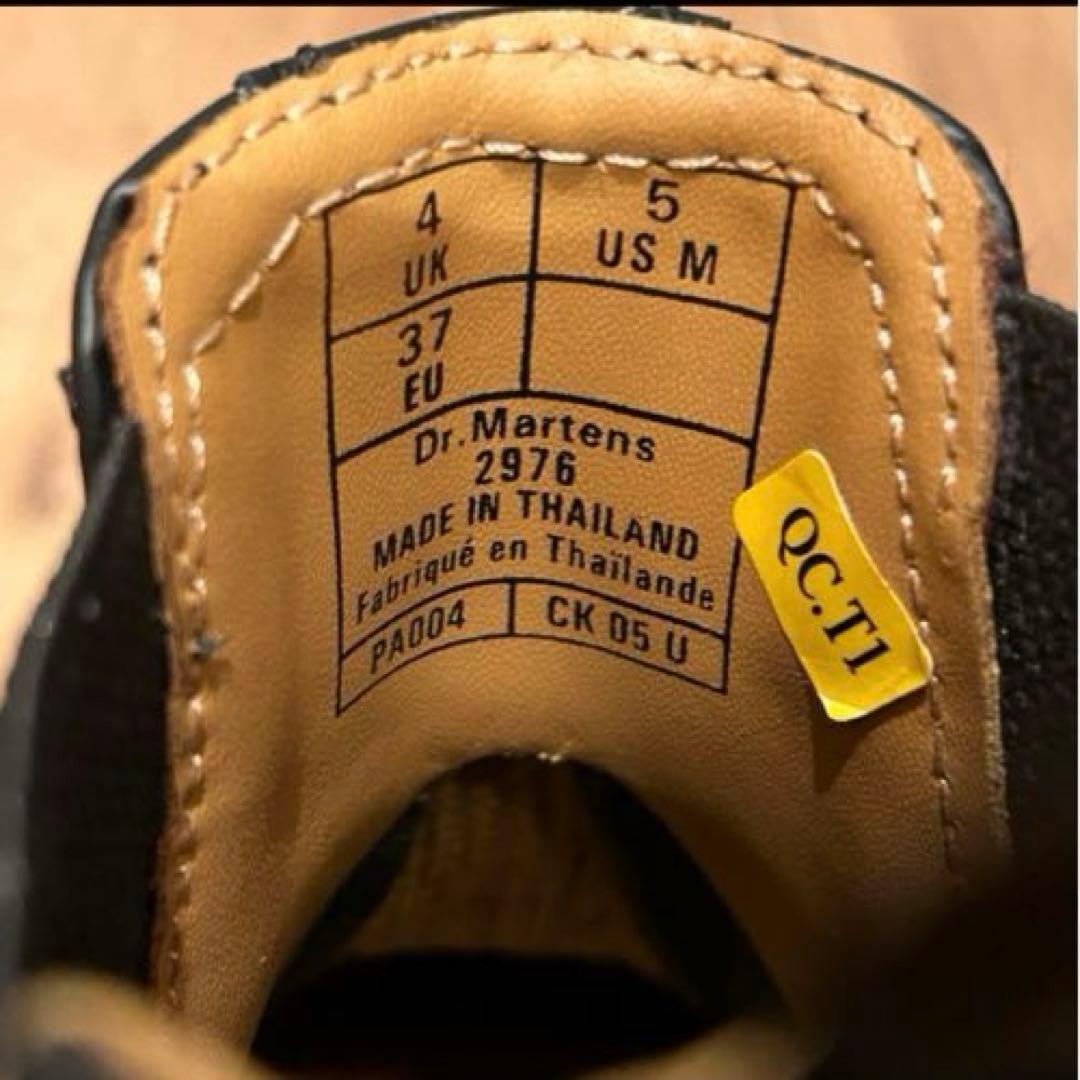 4
UK
5
US M
37
EU
Dr. Martens
2976
MADE IN THAILAND
Fabriqué en Thaïlande
PA004
CK 05 U
QC.T1